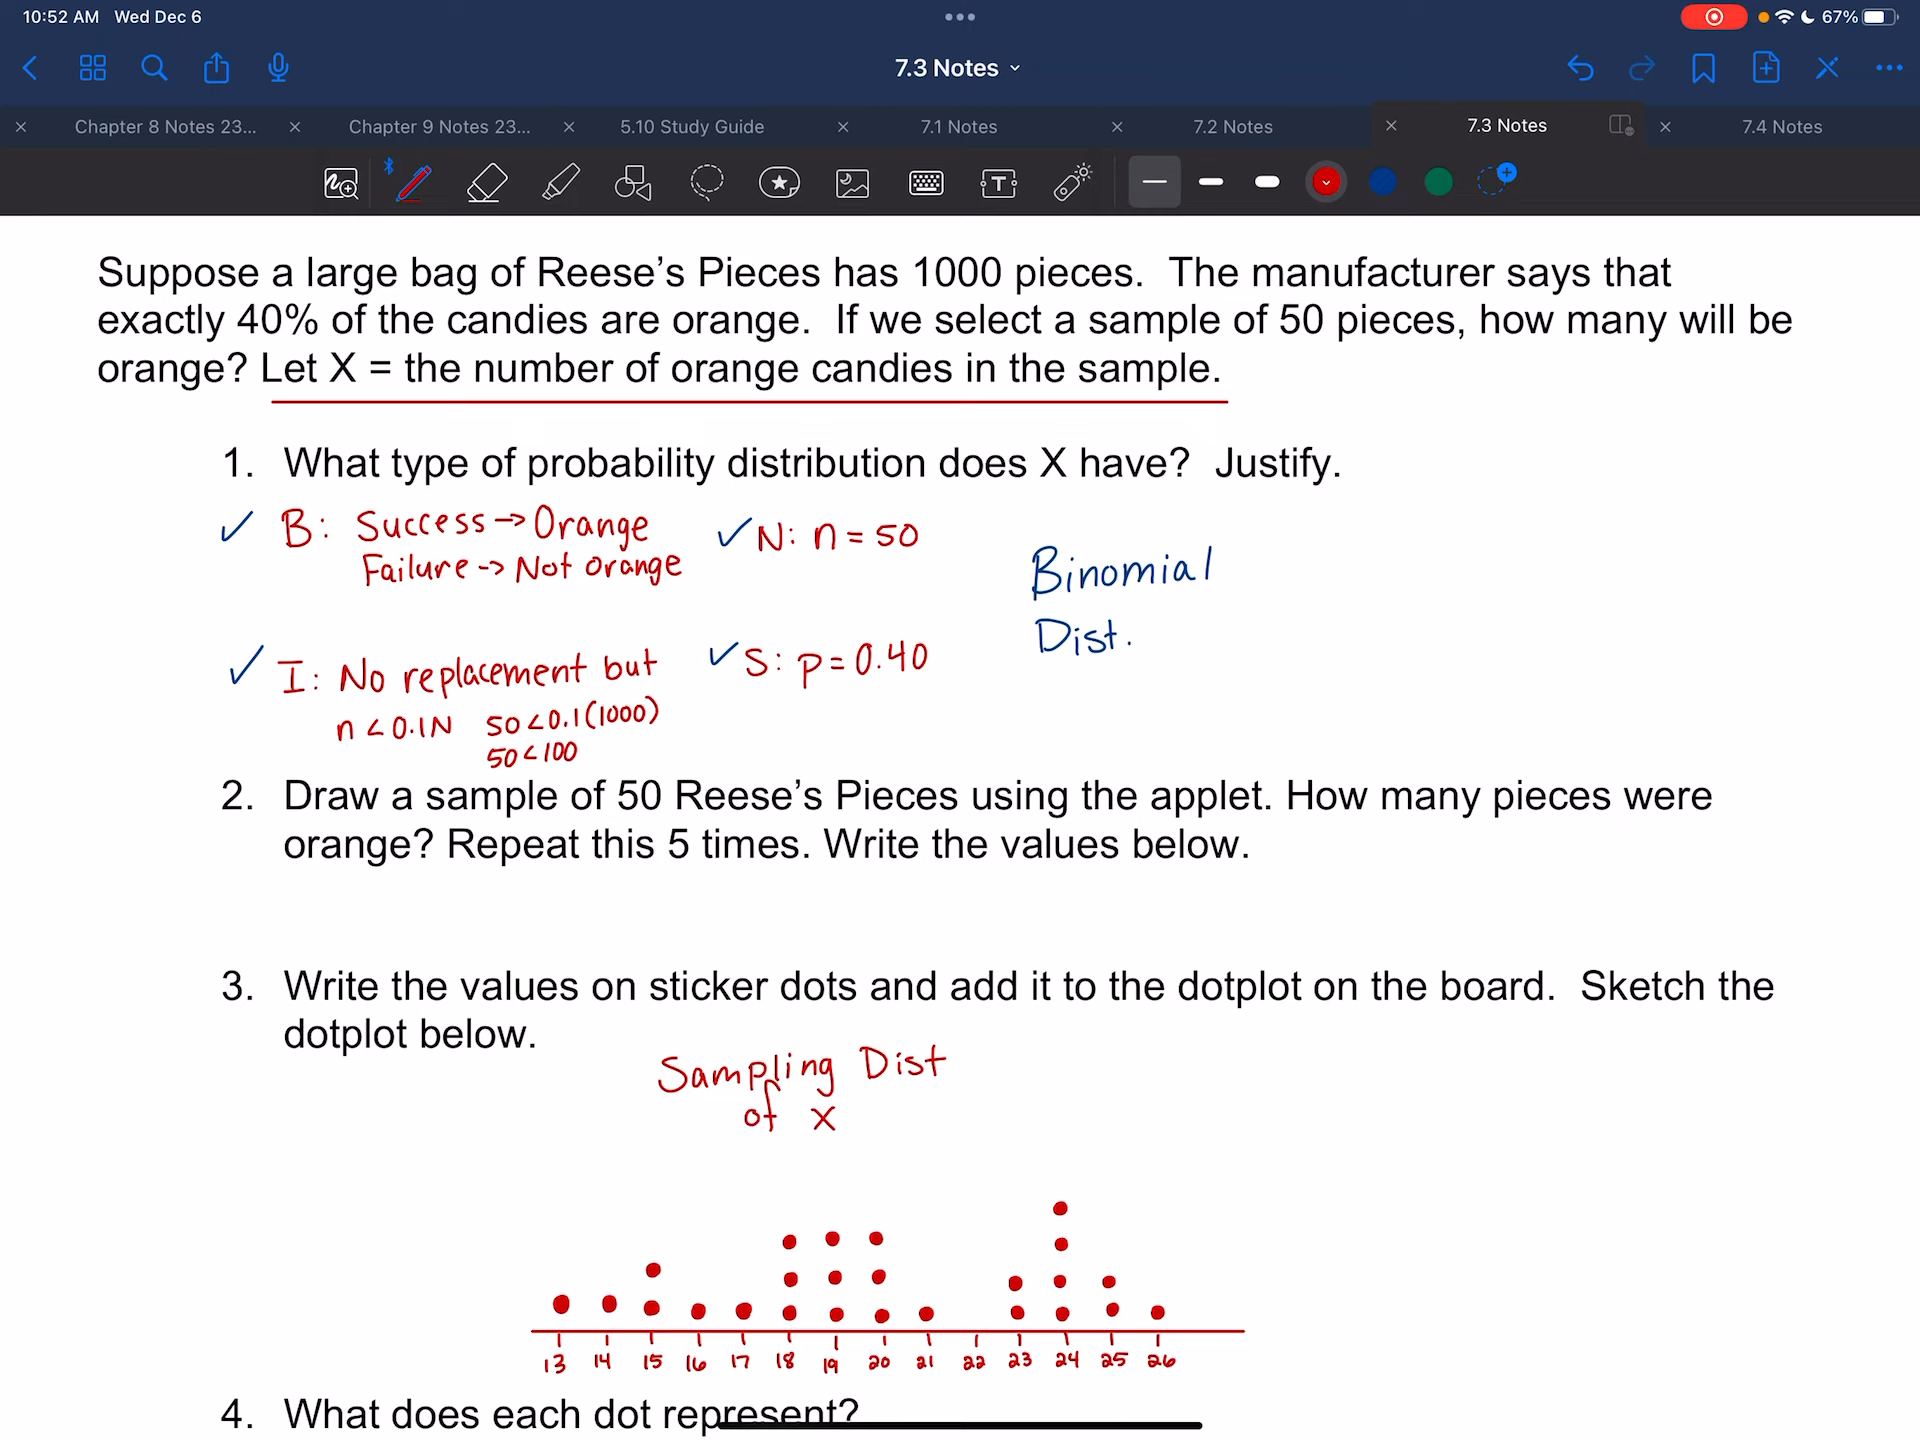 10:52 AM Wed Dec 6
67%
7.3 Notes
Chapter 8 Notes 23...
Chapter 9 Notes 23...
5.10 Study Guide
7.1 Notes
7.2 Notes
7.3 Notes
7.4 Notes
Suppose a large bag of Reese’s Pieces has 1000 pieces. The manufacturer says that
exactly 40% of the candies are orange. If we select a sample of 50 pieces, how many will be
orange? Let X = the number of orange candies in the sample.
1. What type of probability distribution does X have? Justify.
✓ B: Success → Orange
Failure -> Not orange
✓ N: n = 50
Binomial
Dist.
✓ I: No replacement but
n < 0.1N 50 < 0.1(1000)
50 < 100
✓ S: p = 0.40
2. Draw a sample of 50 Reese’s Pieces using the applet. How many pieces were
orange? Repeat this 5 times. Write the values below.
3. Write the values on sticker dots and add it to the dotplot on the board. Sketch the
dotplot below.
Sampling Dist
of X
13 14 15 16 17 18 19 20 21 22 23 24 25 26
4. What does each dot represent?